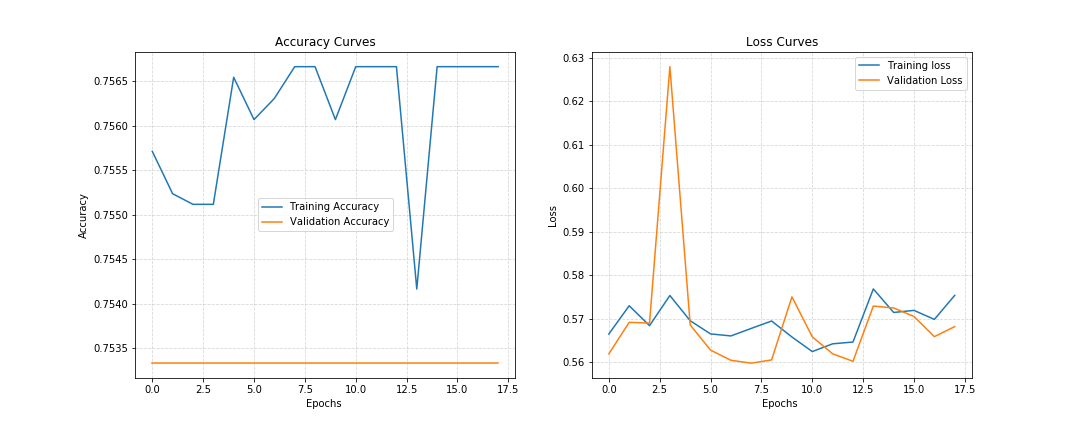 Accuracy Curves
0.7565
0.7560
0.7555
0.7550
0.7545
0.7540
0.7535
Accuracy
Training Accuracy
Validation Accuracy
0.0 2.5 5.0 7.5 10.0 12.5 15.0 17.5
Epochs
Loss Curves
0.63
0.62
0.61
0.60
0.59
0.58
0.57
0.56
Loss
Training loss
Validation Loss
0.0 2.5 5.0 7.5 10.0 12.5 15.0 17.5
Epochs